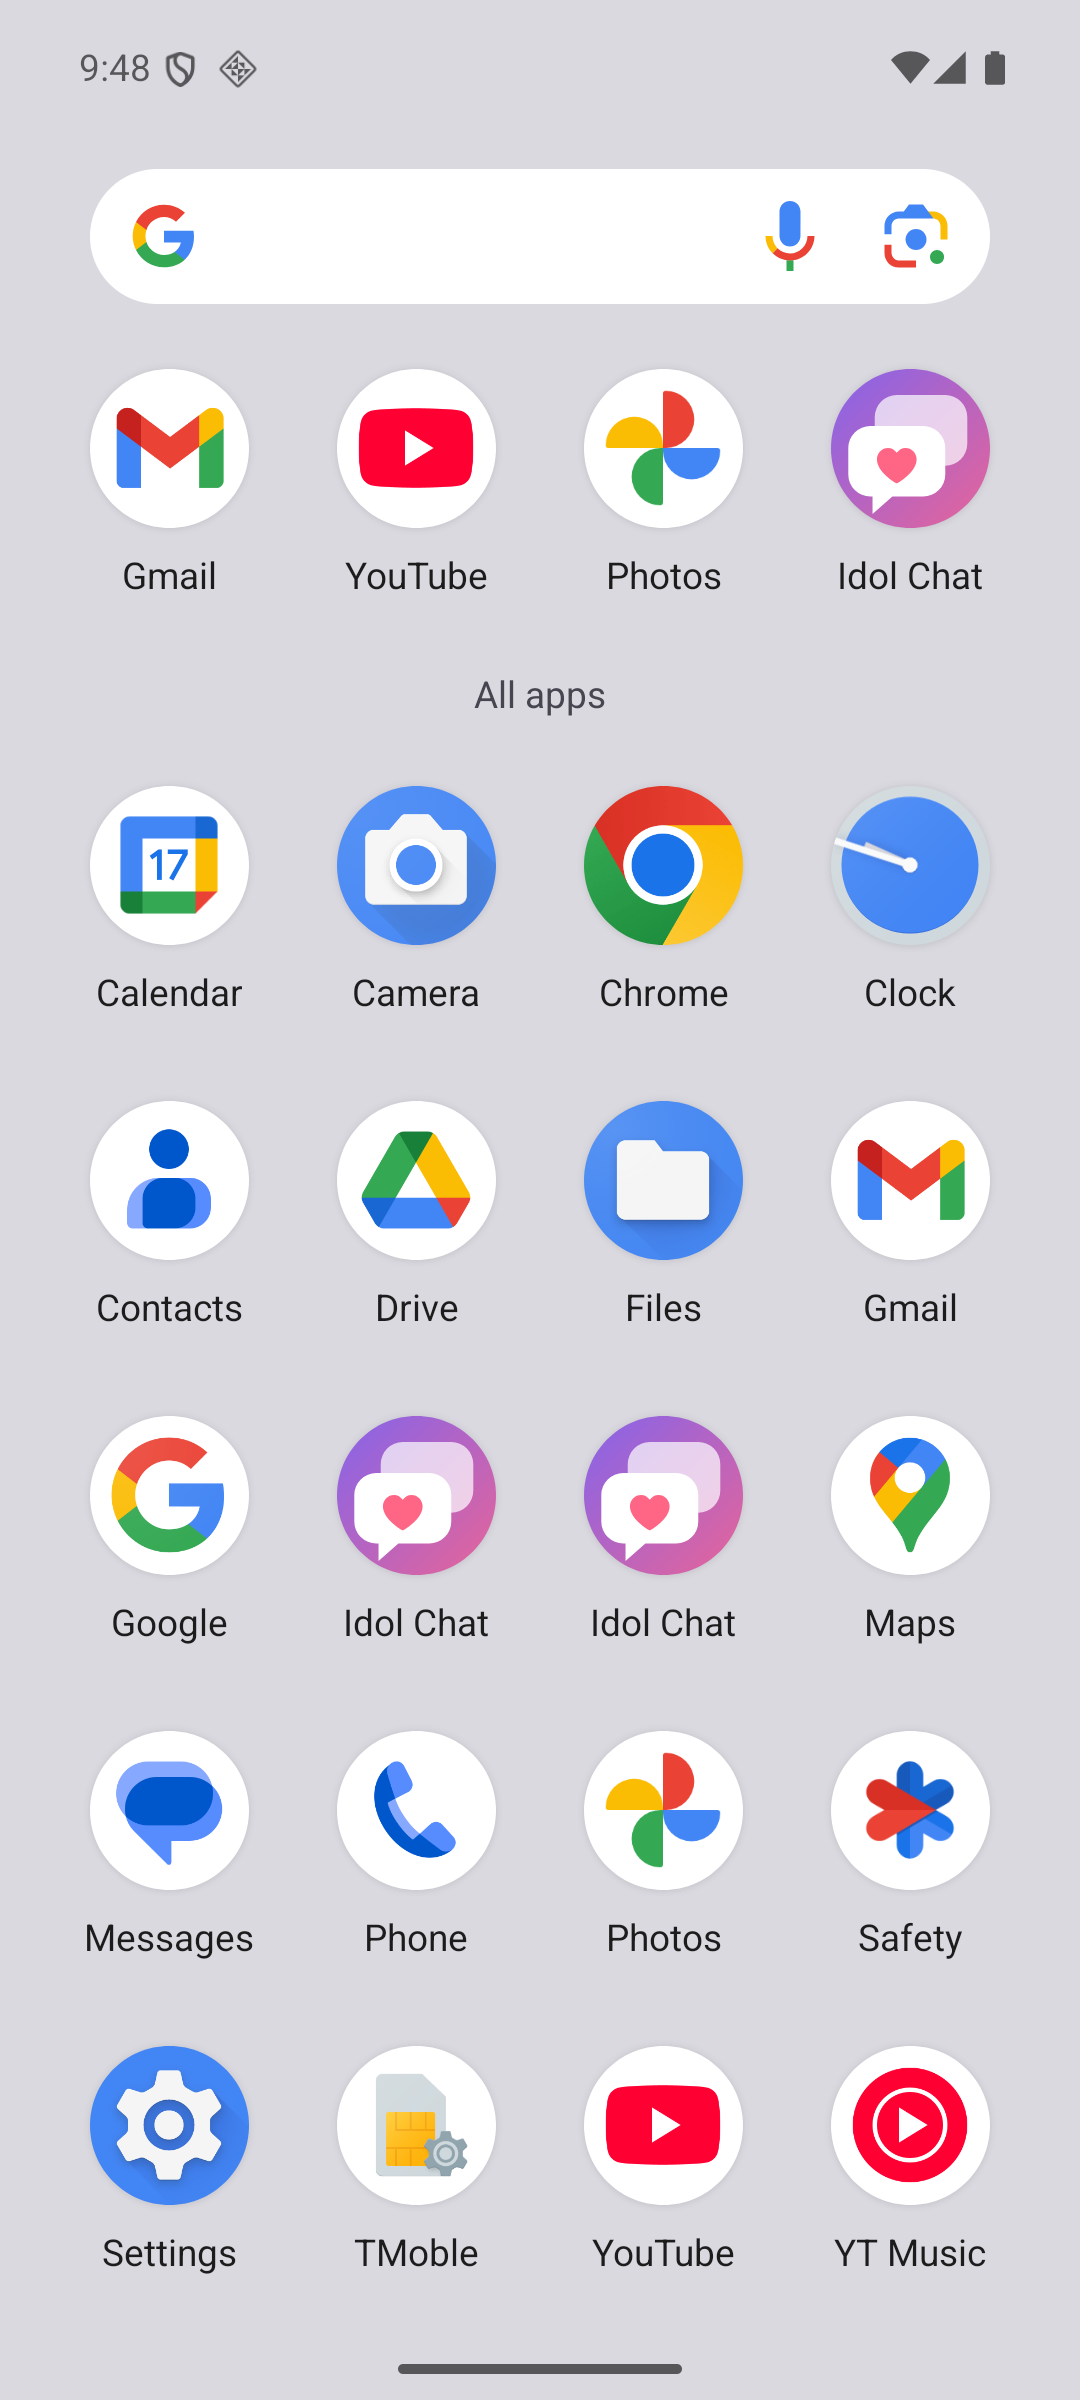 9:48
Gmail YouTube Photos Idol Chat
All apps
17
Calendar Camera Chrome Clock
Contacts Drive Files Gmail
Google Idol Chat Idol Chat Maps
Messages Phone Photos Safety
Settings TMoble YouTube YT Music